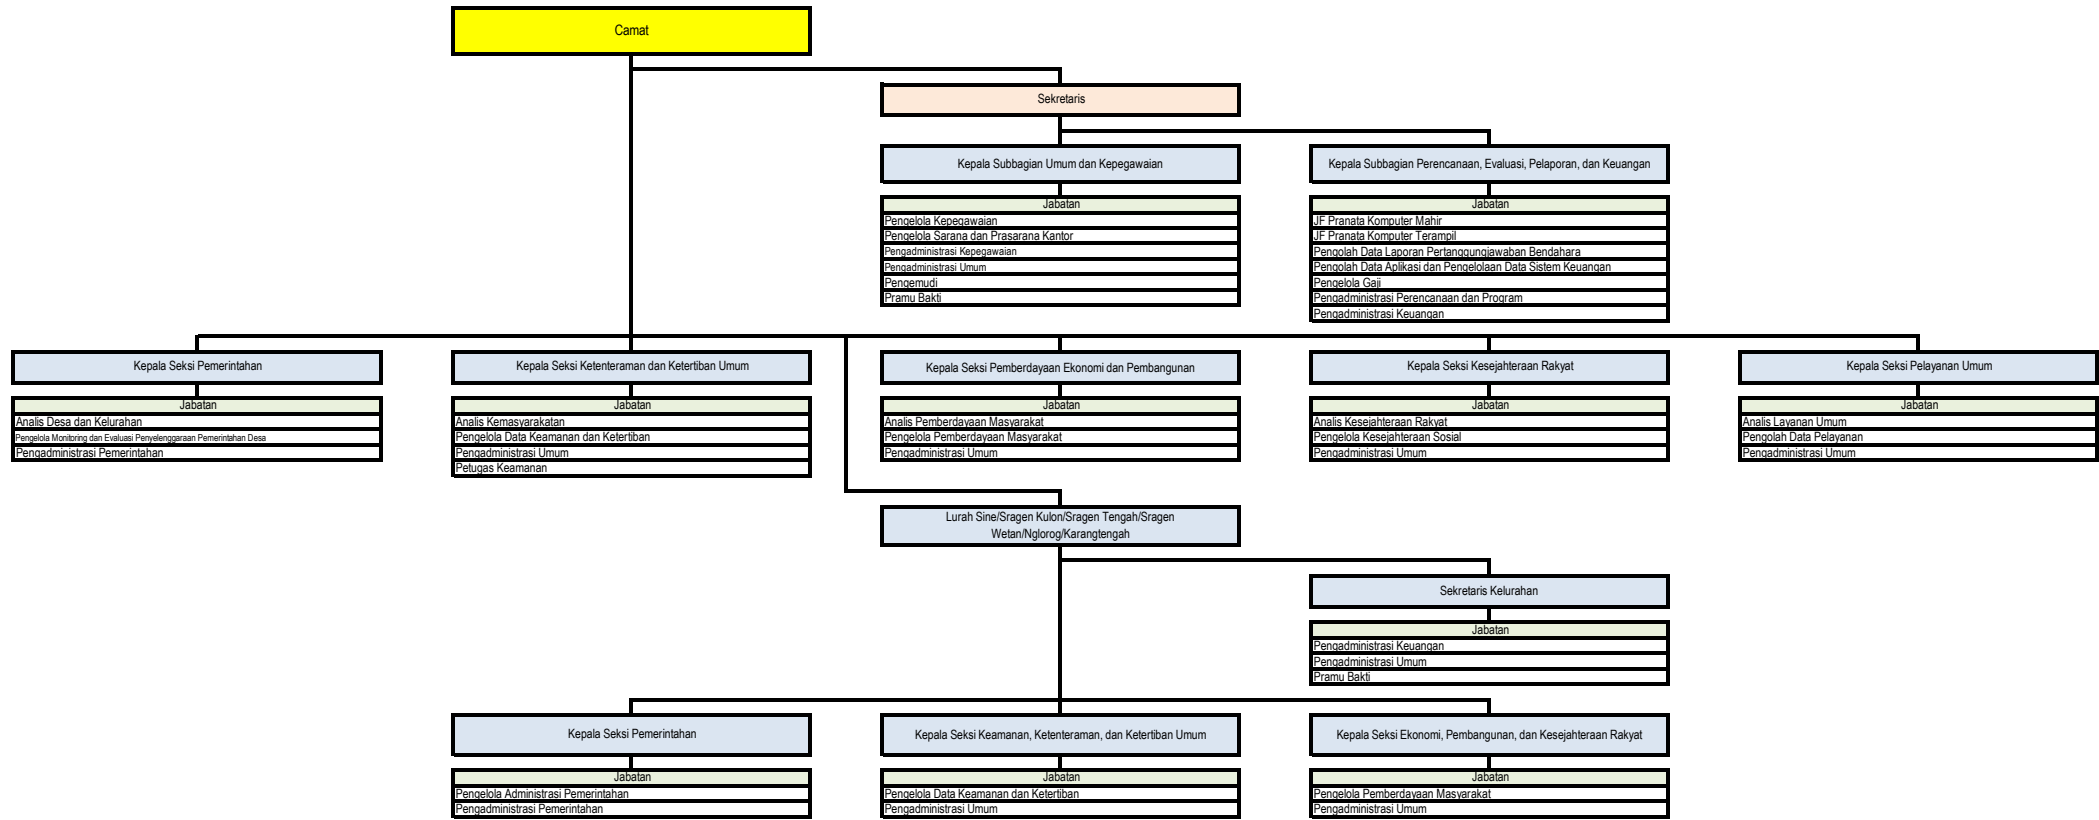 Camat
Sekretaris
Kepala Subbagian Umum dan Kepegawaian
Jabatan
Pengelola Kepegawaian
Pengelola Sarana dan Prasarana Kantor
Pengadministrasi Kepegawaian
Pengadministrasi Umum
Pengemudi
Pramu Bakti
Kepala Subbagian Perencanaan, Evaluasi, Pelaporan, dan Keuangan
Jabatan
JF Pranata Komputer Mahir
JF Pranata Komputer Terampil
Pengolah Data Laporan Pertanggungjawaban Bendahara
Pengolah Data Aplikasi dan Pengelolaan Data Sistem Keuangan
Pengelola Gaji
Pengadministrasi Perencanaan dan Program
Pengadministrasi Keuangan
Kepala Seksi Pemerintahan
Jabatan
Analis Desa dan Kelurahan
Pengelola Monitoring dan Evaluasi Penyelenggaraan Pemerintahan Desa
Pengadministrasi Pemerintahan
Kepala Seksi Ketenteraman dan Ketertiban Umum
Jabatan
Analis Kemasyarakatan
Pengelola Data Keamanan dan Ketertiban
Pengadministrasi Umum
Petugas Keamanan
Kepala Seksi Pemberdayaan Ekonomi dan Pembangunan
Jabatan
Analis Pemberdayaan Masyarakat
Pengelola Pemberdayaan Masyarakat
Pengadministrasi Umum
Kepala Seksi Kesejahteraan Rakyat
Jabatan
Analis Kesejahteraan Rakyat
Pengelola Kesejahteraan Sosial
Pengadministrasi Umum
Kepala Seksi Pelayanan Umum
Jabatan
Analis Layanan Umum
Pengolah Data Pelayanan
Pengadministrasi Umum
Lurah Sine/Sragen Kulon/Sragen Tengah/Sragen
Wetan/Nglorog/Karangtengah
Sekretaris Kelurahan
Jabatan
Pengadministrasi Keuangan
Pengadministrasi Umum
Pramu Bakti
Kepala Seksi Pemerintahan
Jabatan
Pengelola Administrasi Pemerintahan
Pengadministrasi Pemerintahan
Kepala Seksi Keamanan, Ketenteraman, dan Ketertiban Umum
Jabatan
Pengelola Data Keamanan dan Ketertiban
Pengadministrasi Umum
Kepala Seksi Ekonomi, Pembangunan, dan Kesejahteraan Rakyat
Jabatan
Pengelola Pemberdayaan Masyarakat
Pengadministrasi Umum